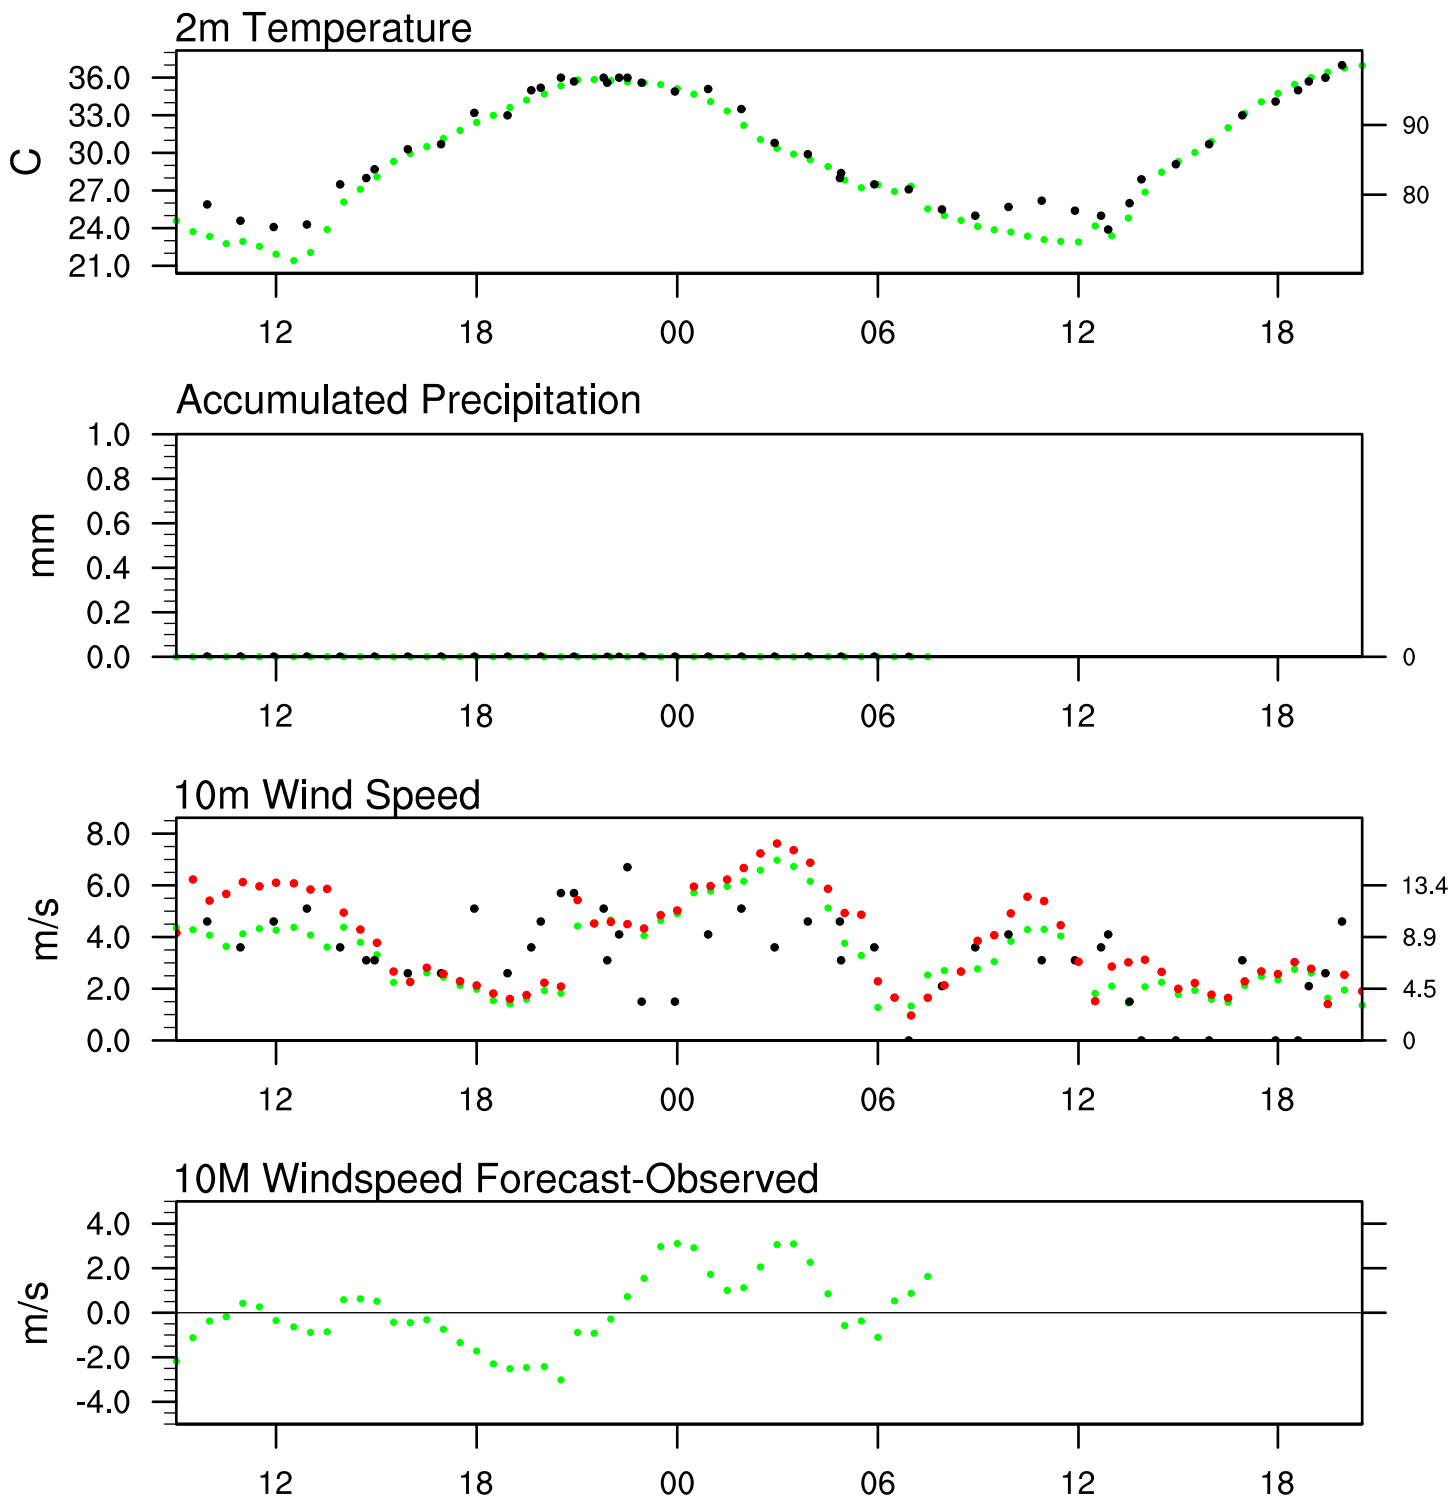 2m Temperature
36.0
33.0
30.0
27.0
24.0
21.0
C
90
80
12 18 00 06 12 18
Accumulated Precipitation
1.0
0.8
0.6
0.4
0.2
0.0
mm
0
12 18 00 06 12 18
10m Wind Speed
8.0
6.0
4.0
2.0
0.0
m/s
13.4
8.9
4.5
0
12 18 00 06 12 18
10M Windspeed Forecast-Observed
4.0
2.0
0.0
-2.0
-4.0
m/s
12 18 00 06 12 18